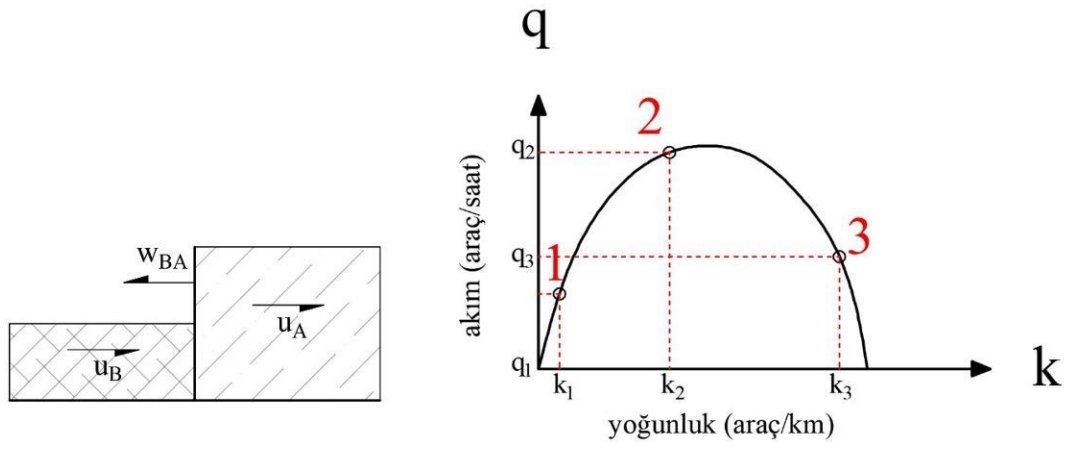 w_BA
u_A
u_B
q
akım (araç/saat)
q₂
q₃
q₁
1
2
3
k₁
k₂
k₃
k
yoğunluk (araç/km)